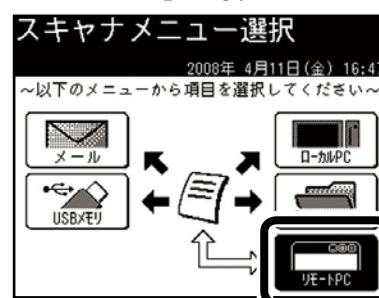 スキャナメニュー選択
2008年 4月11日(金) 16:47
~以下のメニューから項目を選択してください~
メール
ローカルPC
USBメモリ
リモートPC